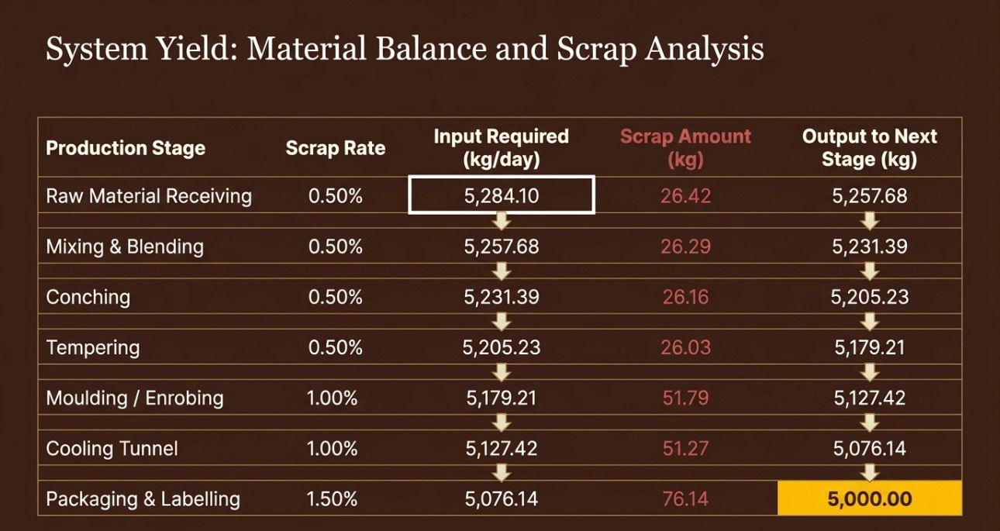 System Yield: Material Balance and Scrap Analysis
Production Stage Scrap Rate Input Required (kg/day) Scrap Amount (kg) Output to Next Stage (kg)
Raw Material Receiving 0.50% 5,284.10 26.42 5,257.68
Mixing & Blending 0.50% 5,257.68 26.29 5,231.39
Conching 0.50% 5,231.39 26.16 5,205.23
Tempering 0.50% 5,205.23 26.03 5,179.21
Moulding / Enrobing 1.00% 5,179.21 51.79 5,127.42
Cooling Tunnel 1.00% 5,127.42 51.27 5,076.14
Packaging & Labelling 1.50% 5,076.14 76.14 5,000.00